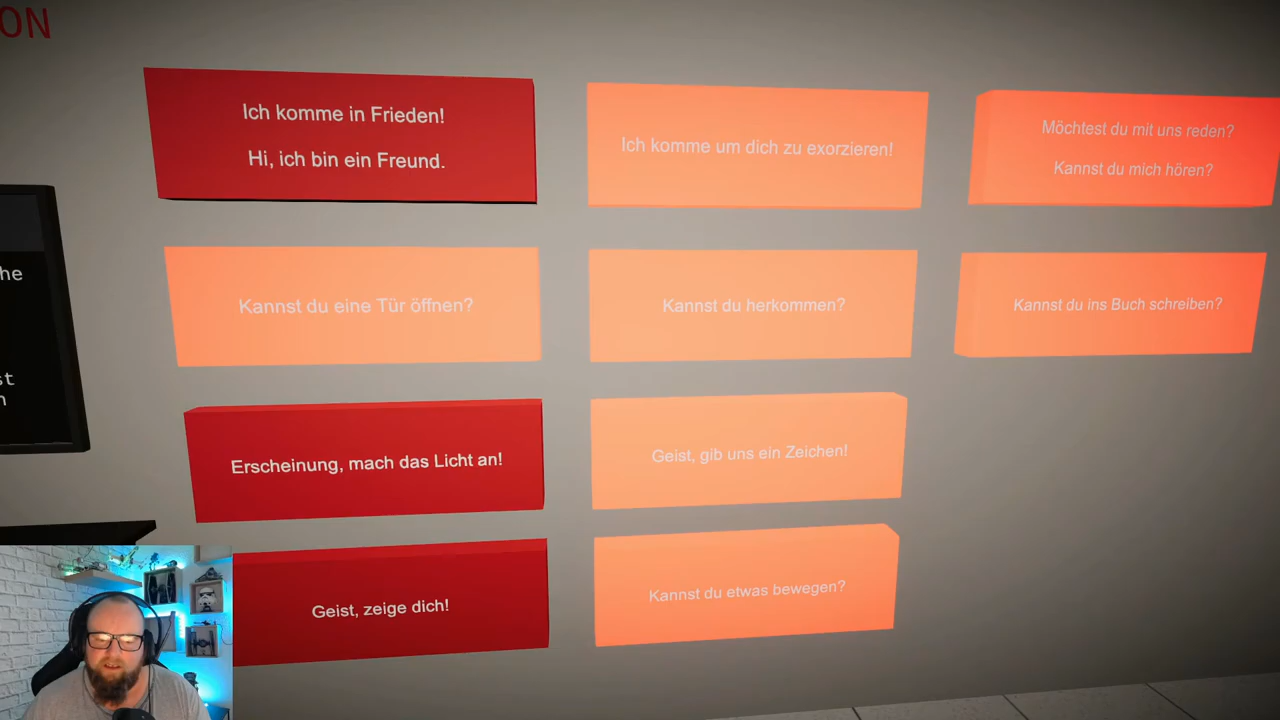 ON
Ich komme in Frieden!
Hi, ich bin ein Freund.
Ich komme um dich zu exorzieren!
Möchtest du mit uns reden?
Kannst du mich hören?
he
Kannst du eine Tür öffnen?
Kannst du herkommen?
Kannst du ins Buch schreiben?
st
n
Erscheinung, mach das Licht an!
Geist, gib uns ein Zeichen!
Geist, zeige dich!
Kannst du etwas bewegen?